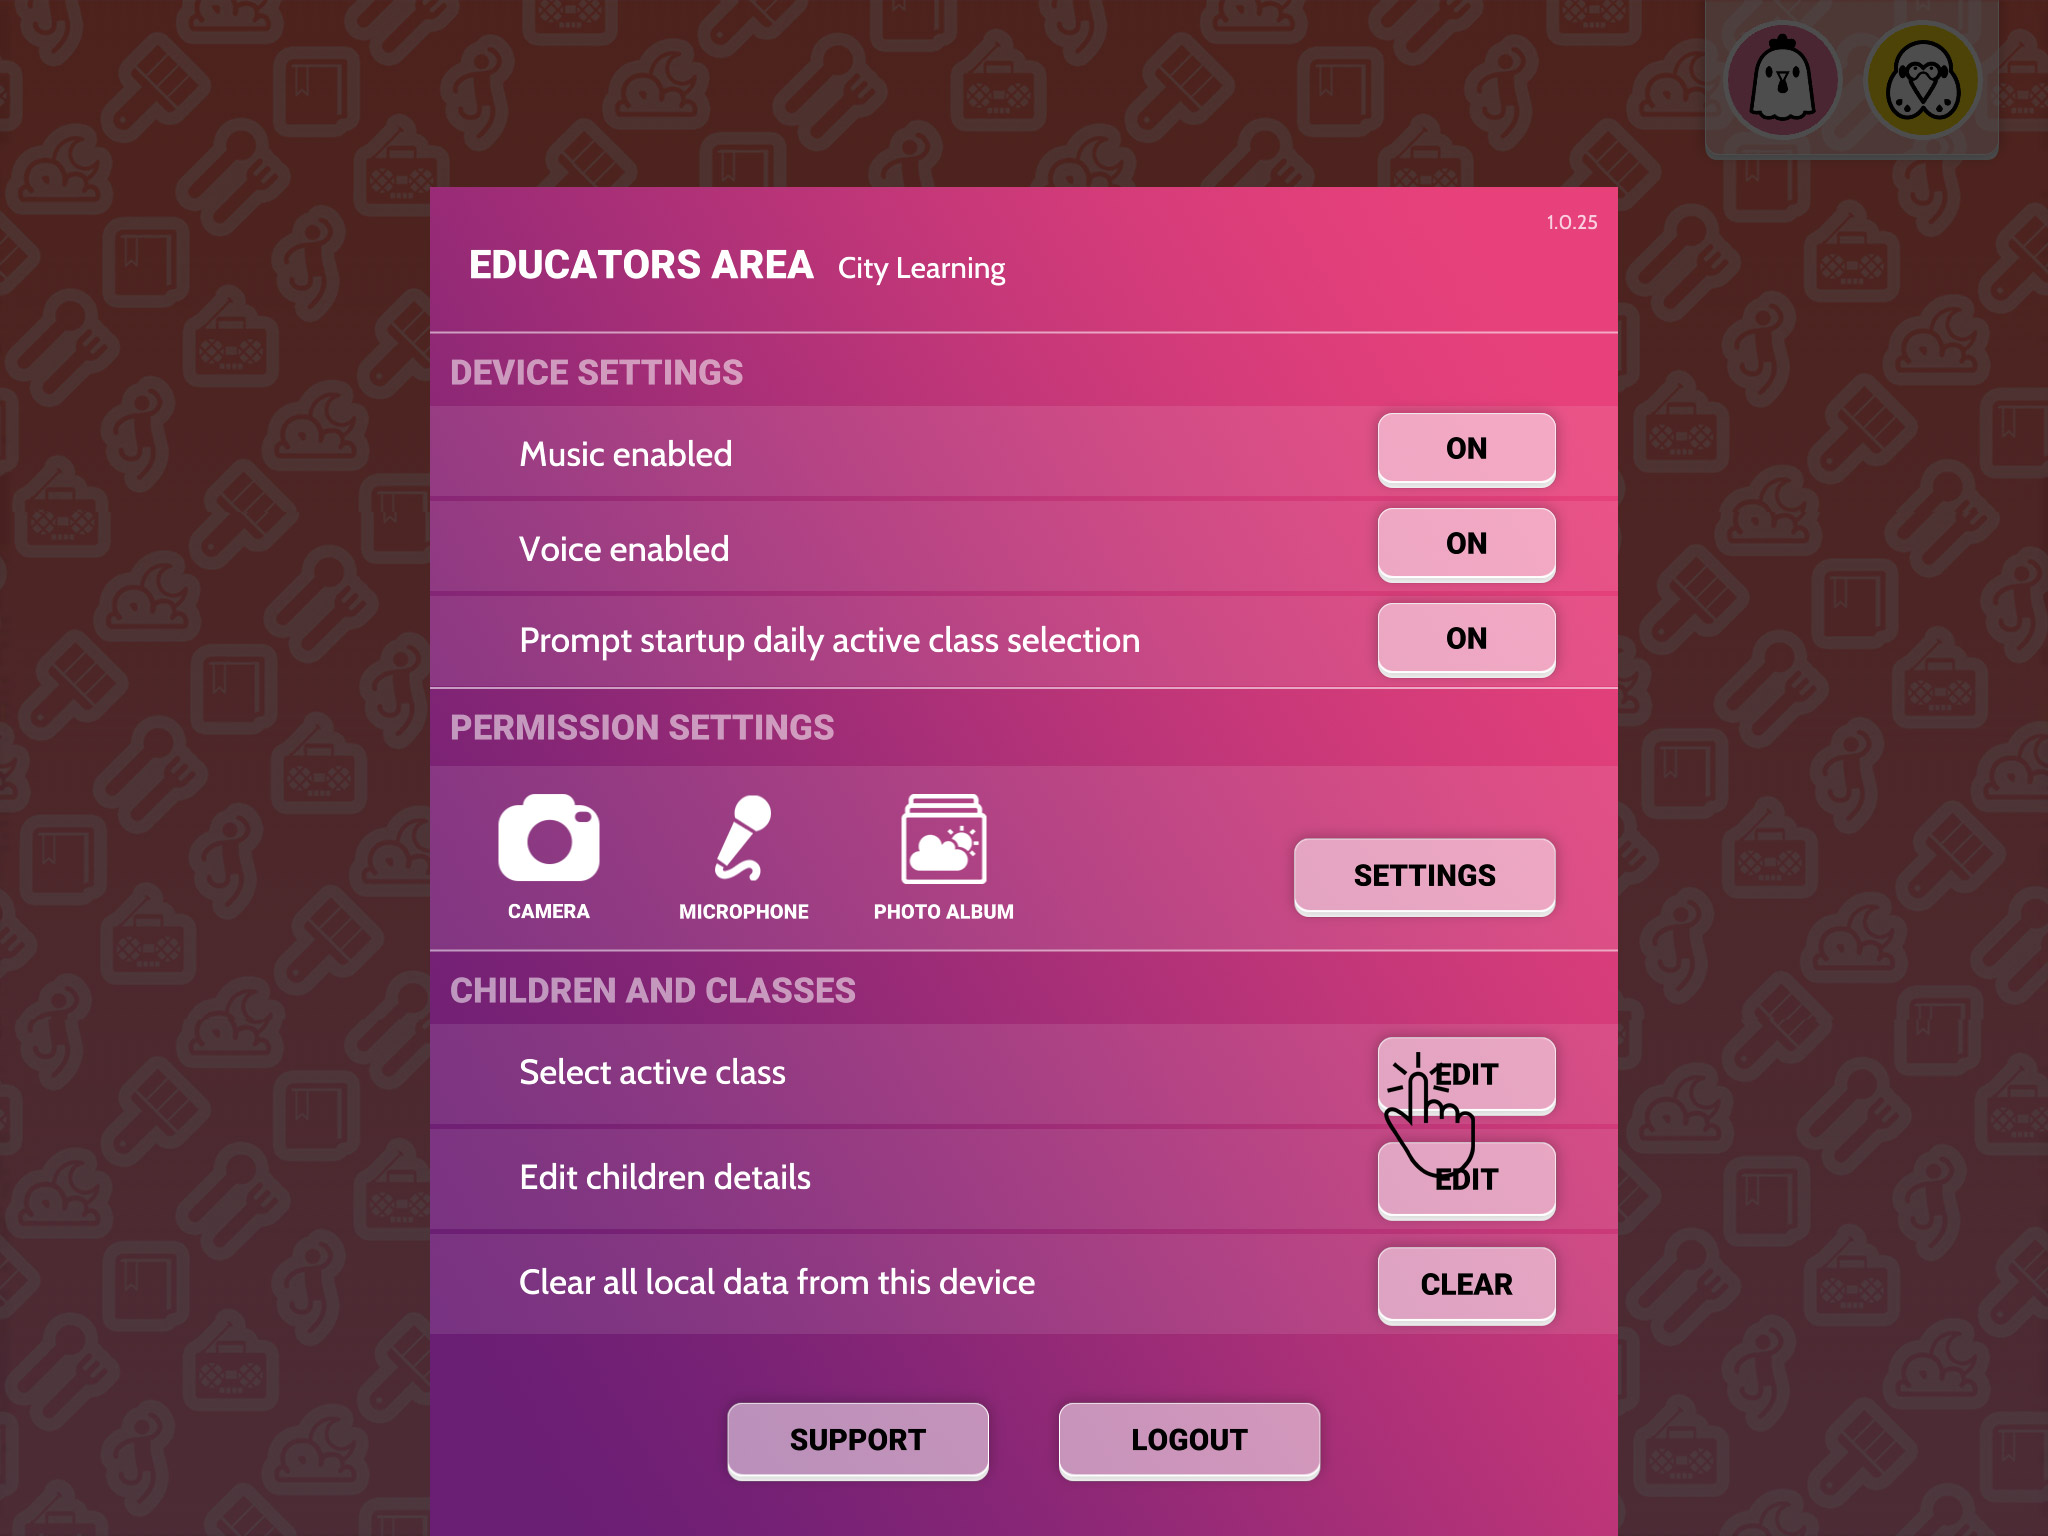 1.0.25
EDUCATORS AREA City Learning
DEVICE SETTINGS
Music enabled ON
Voice enabled ON
Prompt startup daily active class selection ON
PERMISSION SETTINGS
CAMERA MICROPHONE PHOTO ALBUM SETTINGS
CHILDREN AND CLASSES
Select active class EDIT
Edit children details EDIT
Clear all local data from this device CLEAR
SUPPORT LOGOUT